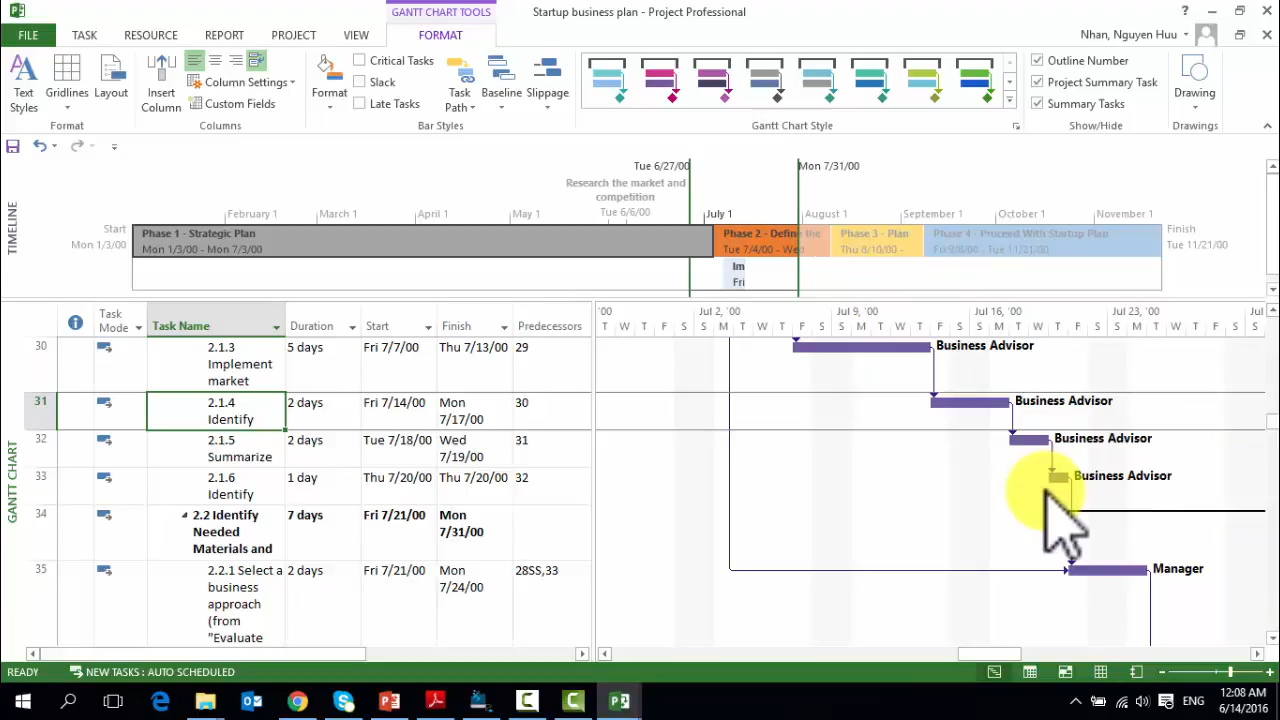 GANTT CHART TOOLS
Startup business plan - Project Professional
?
FILE TASK RESOURCE REPORT PROJECT VIEW FORMAT
Nhan, Nguyen Huu
Text Styles
Gridlines
Layout
Format
Insert Column
Column Settings
Custom Fields
Columns
Format
Critical Tasks
Slack
Late Tasks
Task Path
Baseline
Slippage
Bar Styles
Gantt Chart Style
Outline Number
Project Summary Task
Summary Tasks
Show/Hide
Drawing
Drawings
TIMELINE
Tue 6/27/00
Mon 7/31/00
Research the market and
competition
Tue 6/6/00
February 1 March 1 April 1 May 1 July 1 August 1 September 1 October 1 November 1
Start
Mon 1/3/00
Phase 1 - Strategic Plan
Mon 1/3/00 - Mon 7/3/00
Phase 2 - Define the
Tue 7/4/00 - Wed
Phase 3 - Plan
Thu 8/10/00 -
Phase 4 - Proceed With Startup Plan
Fri 9/8/00 - Tue 11/21/00
Finish
Tue 11/21/00
Im
Fri
GANTT CHART
Task Mode Task Name Duration Start Finish Predecessors
'00 Jul 2, '00 Jul 9, '00 Jul 16, '00 Jul 23, '00 Jul
T W T F S S M T W T F S S M T W T F S S M T W T F S S M T W T F S S
30 2.1.3 Implement market 5 days Fri 7/7/00 Thu 7/13/00 29
Business Advisor
31 2.1.4 Identify 2 days Fri 7/14/00 Mon 7/17/00 30
Business Advisor
32 2.1.5 Summarize 2 days Tue 7/18/00 Wed 7/19/00 31
Business Advisor
33 2.1.6 Identify 1 day Thu 7/20/00 Thu 7/20/00 32
Business Advisor
34 2.2 Identify Needed Materials and 7 days Fri 7/21/00 Mon 7/31/00
35 2.2.1 Select a business approach (from "Evaluate 2 days Fri 7/21/00 Mon 7/24/00 28SS,33
Manager
READY NEW TASKS : AUTO SCHEDULED
ENG
12:08 AM
6/14/2016